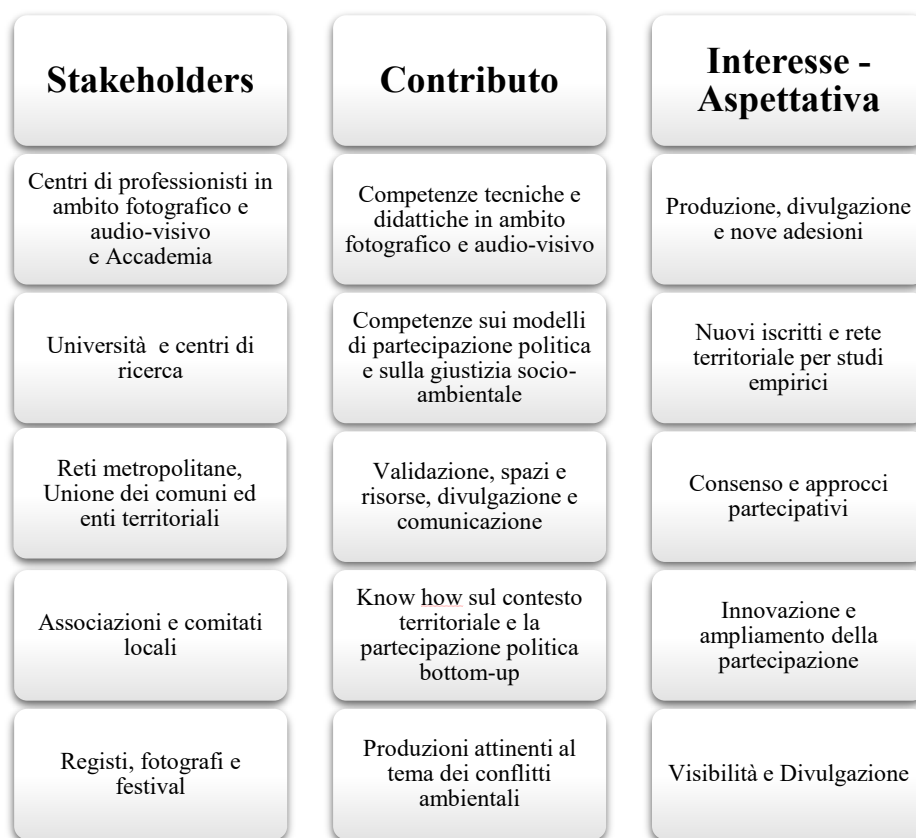 Stakeholders
Contributo
Interesse -
Aspettativa
Centri di professionisti in
ambito fotografico e
audio-visivo
e Accademia
Competenze tecniche e
didattiche in ambito
fotografico e audio-visivo
Produzione, divulgazione
e nove adesioni
Università e centri di
ricerca
Competenze sui modelli
di partecipazione politica
e sulla giustizia socio-
ambientale
Nuovi iscritti e rete
territoriale per studi
empirici
Reti metropolitane,
Unione dei comuni ed
enti territoriali
Validazione, spazi e
risorse, divulgazione e
comunicazione
Consenso e approcci
partecipativi
Associazioni e comitati
locali
Know how sul contesto
territoriale e la
partecipazione politica
bottom-up
Innovazione e
ampliamento della
partecipazione
Registi, fotografi e
festival
Produzioni attinenti al
tema dei conflitti
ambientali
Visibilità e Divulgazione